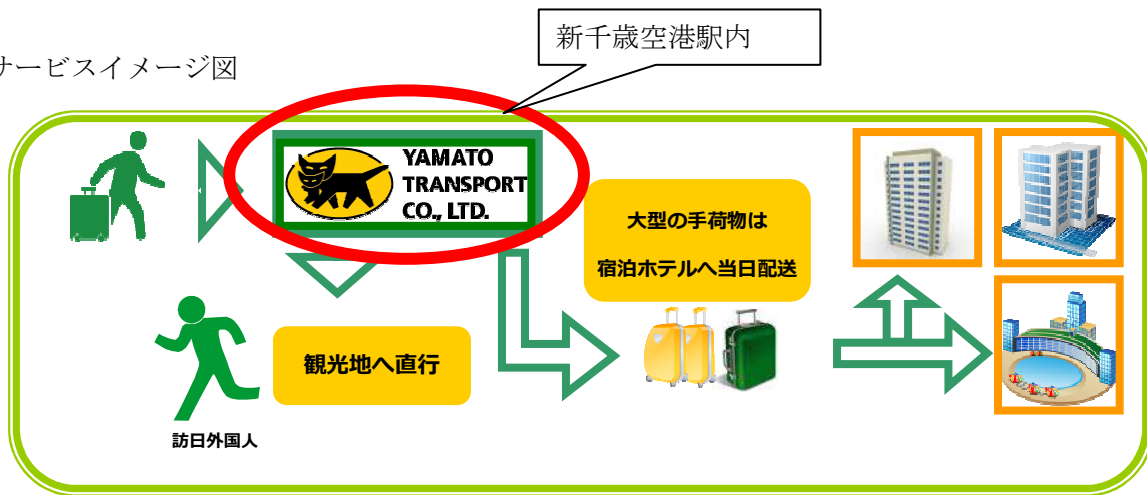 新千歳空港駅内
サービスイメージ図
YAMATO
TRANSPORT
CO., LTD.
大型の手荷物は
宿泊ホテルへ当日配送
観光地へ直行
訪日外国人